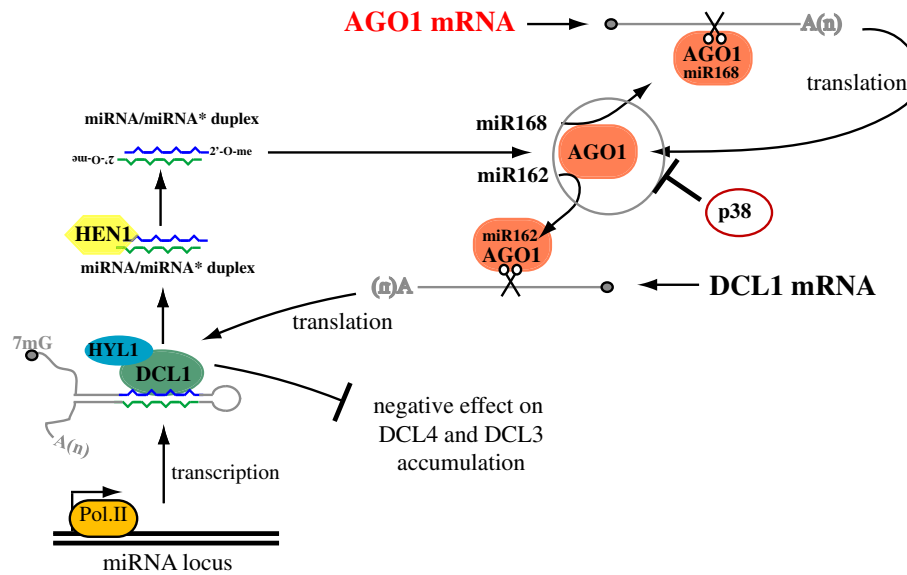 AGO1 mRNA
A(n)
AGO1
miR168
translation
miRNA/miRNA* duplex
2'-O-me
2'-O-me
miR168
AGO1
miR162
p38
HEN1
miRNA/miRNA* duplex
miR162
AGO1
(n)A
DCL1 mRNA
translation
7mG
HYL1
DCL1
A(n)
negative effect on
DCL4 and DCL3
accumulation
transcription
Pol.II
miRNA locus